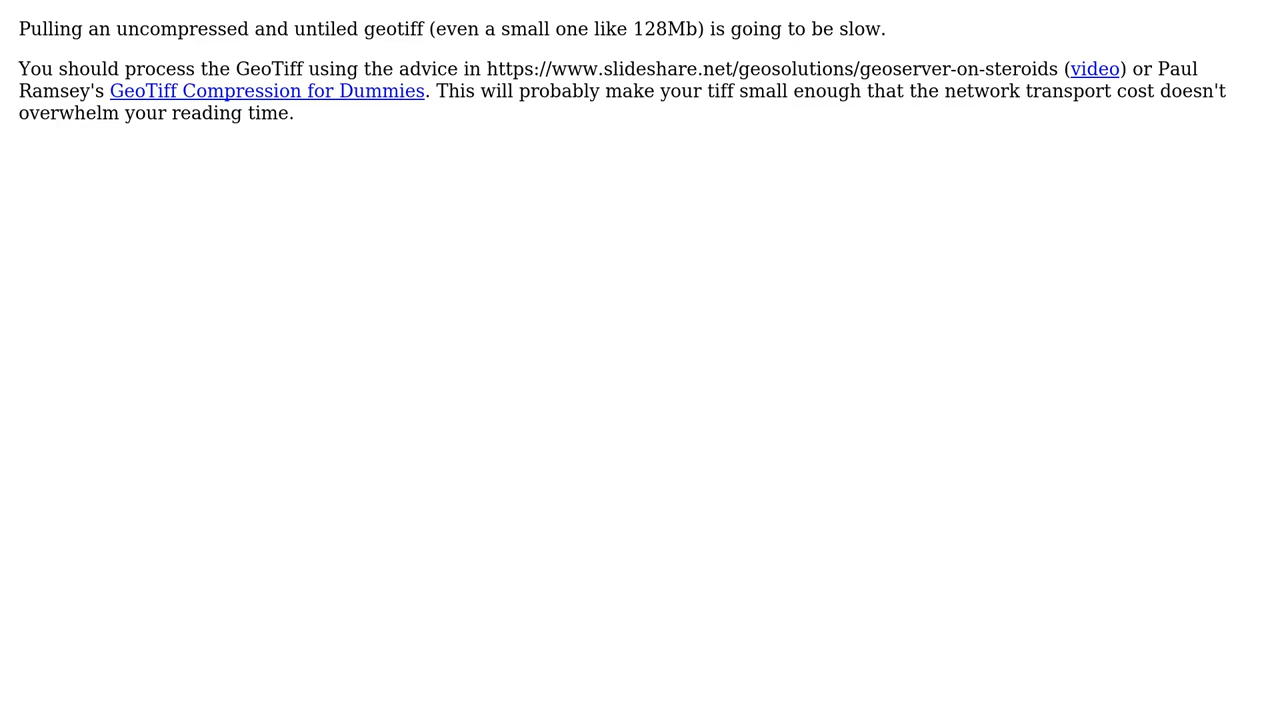 Pulling an uncompressed and untiled geotiff (even a small one like 128Mb) is going to be slow.
You should process the GeoTiff using the advice in https://www.slideshare.net/geosolutions/geoserver-on-steroids (video) or Paul
Ramsey's GeoTiff Compression for Dummies. This will probably make your tiff small enough that the network transport cost doesn't
overwhelm your reading time.